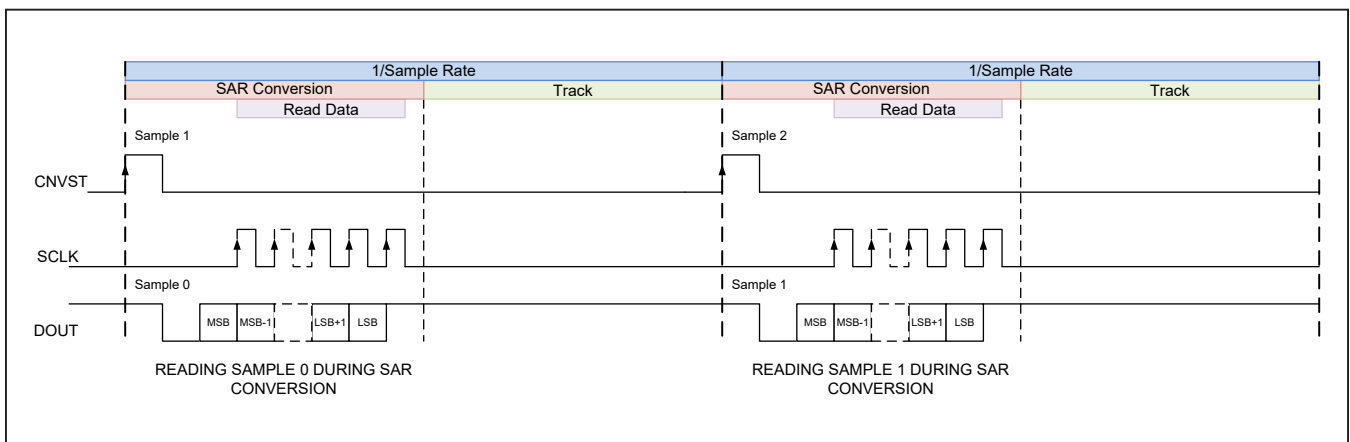 1/Sample Rate
1/Sample Rate
SAR Conversion
Track
SAR Conversion
Track
Read Data
Read Data
Sample 1
Sample 2
CNVST
SCLK
Sample 0
Sample 1
DOUT
MSB
MSB-1
LSB+1
LSB
MSB
MSB-1
LSB+1
LSB
READING SAMPLE 0 DURING SAR
CONVERSION
READING SAMPLE 1 DURING SAR
CONVERSION